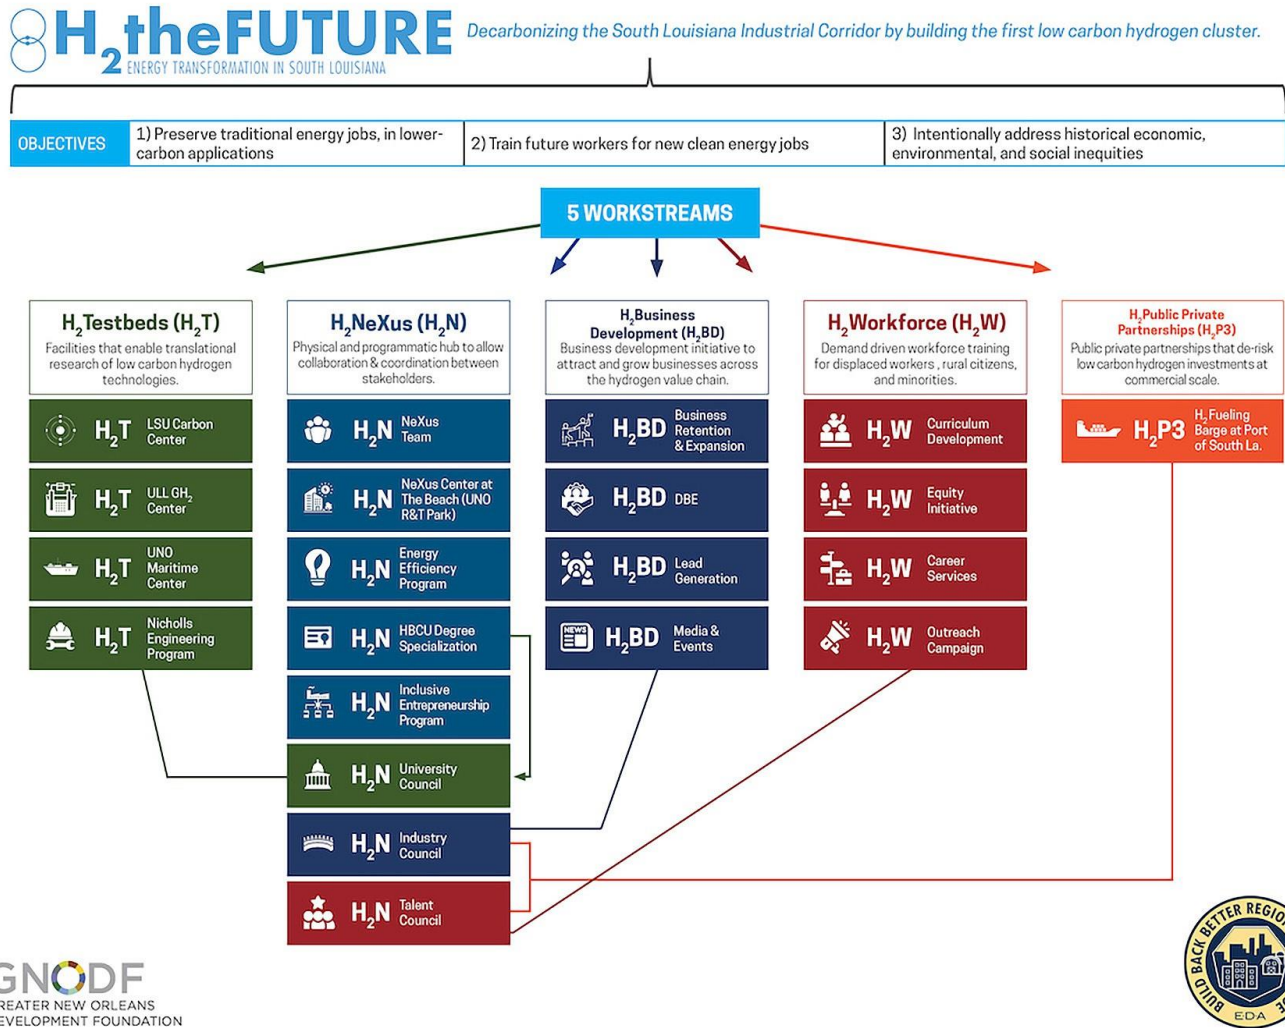 H2theFUTURE
ENERGY TRANSFORMATION IN SOUTH LOUISIANA
Decarbonizing the South Louisiana Industrial Corridor by building the first low carbon hydrogen cluster.
OBJECTIVES
1) Preserve traditional energy jobs, in lower-
carbon applications
2) Train future workers for new clean energy jobs
3) Intentionally address historical economic,
environmental, and social inequities
5 WORKSTREAMS
H2Testbeds (H2T)
Facilities that enable translational
research of low carbon hydrogen
technologies.
H2T LSU Carbon
Center
H2T ULL GH2
Center
H2T UNO
Maritime
Center
H2T Nicholls
Engineering
Program
H2NeXus (H2N)
Physical and programmatic hub to allow
collaboration & coordination between
stakeholders.
H2N NeXus
Team
H2N NeXus Center at
The Beach (UNO
R&T Park)
H2N Energy
Efficiency
Program
H2N HBCU Degree
Specialization
H2N Inclusive
Entrepreneurship
Program
H2N University
Council
H2N Industry
Council
H2N Talent
Council
H2Business
Development (H2BD)
Business development initiative to
attract and grow businesses across
the hydrogen value chain.
H2BD Business
Retention
& Expansion
H2BD DBE
H2BD Lead
Generation
NEWS
H2BD Media &
Events
H2Workforce (H2W)
Demand driven workforce training
for displaced workers , rural citizens,
and minorities.
H2W Curriculum
Development
H2W Equity
Initiative
H2W Career
Services
H2W Outreach
Campaign
H2Public Private
Partnerships (H2P3)
Public private partnerships that de-risk
low carbon hydrogen investments at
commercial scale.
H2P3 H2Fueling
Barge at Port
of South La.
GNODF
REATER NEW ORLEANS
EVELOPMENT FOUNDATION
BUILD BACK BETTER REGIO
EDA